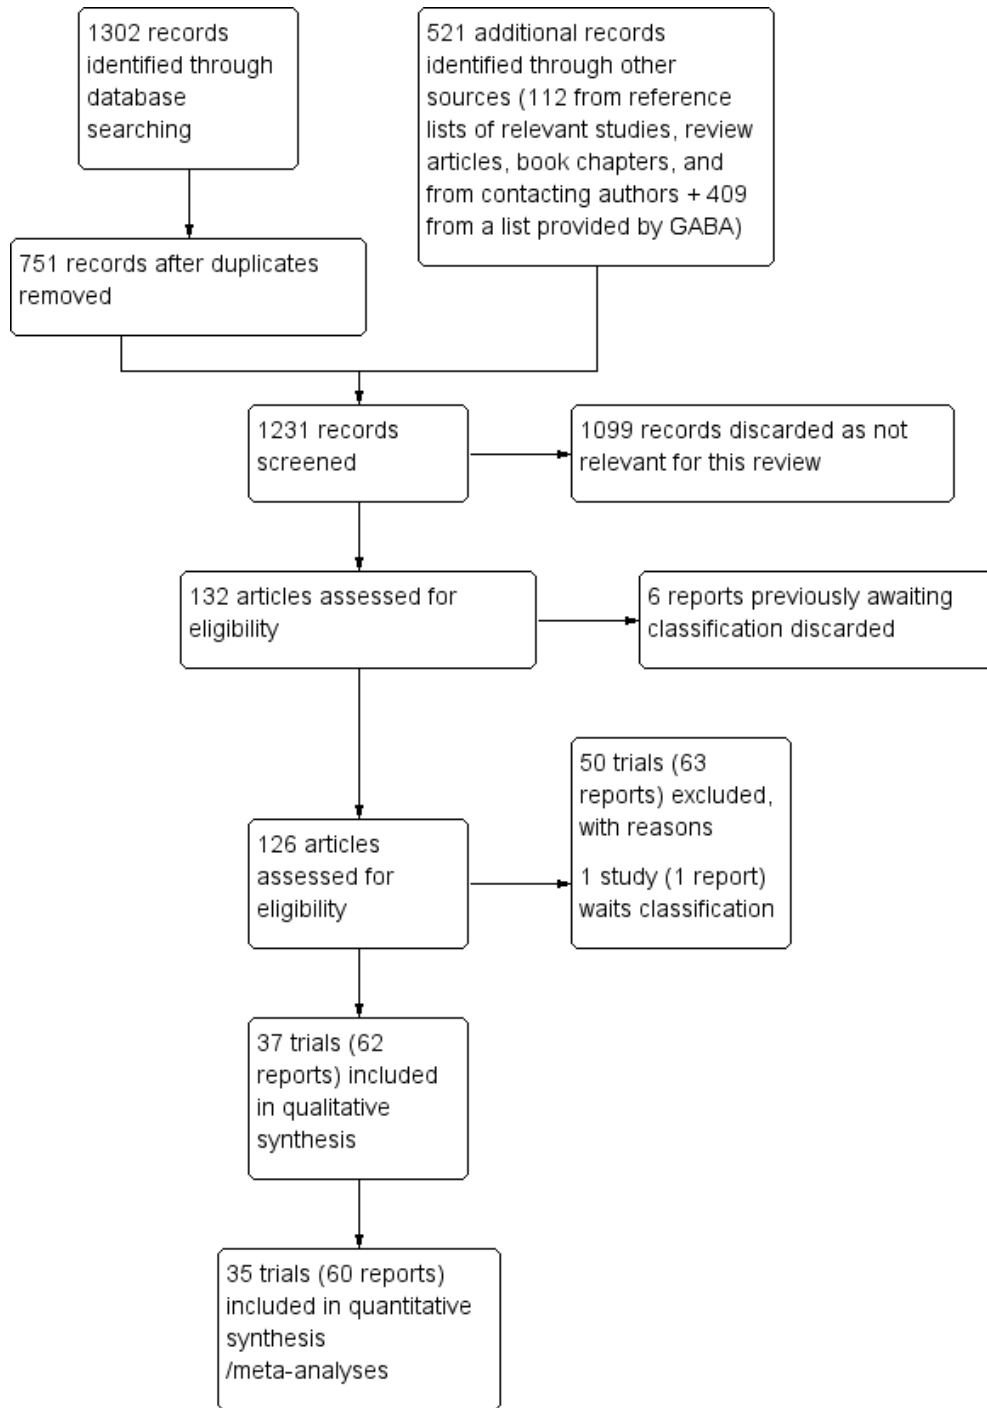 1302 records
identified through
database
searching
521 additional records
identified through other
sources (112 from reference
lists of relevant studies, review
articles, book chapters, and
from contacting authors + 409
from a list provided by GABA)
751 records after duplicates
removed
1231 records
screened
1099 records discarded as not
relevant for this review
132 articles assessed for
eligibility
6 reports previously awaiting
classification discarded
50 trials (63
reports) excluded,
with reasons
1 study (1 report)
waits classification
126 articles
assessed for
eligibility
37 trials (62
reports) included
in qualitative
synthesis
35 trials (60 reports)
included in quantitative
synthesis
/meta-analyses